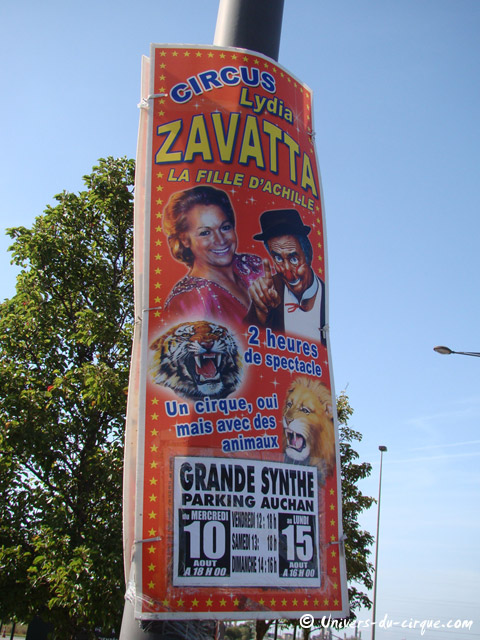 CIRCUS
Lydia
ZAVATTA
LA FILLE D'ACHILLE
2 heures
de spectacle
Un cirque, oui
mais avec des
animaux
GRANDE SYNTHE
PARKING AUCHAN
du MERCREDI
10
AOUT
A 18 H 00
VENDREDI 12: 18 h
SAMEDI 13: 18 h
DIMANCHE 14: 16 h
au LUNDI
15
AOUT
A 16 H 00
© Univers-du-cirque.com